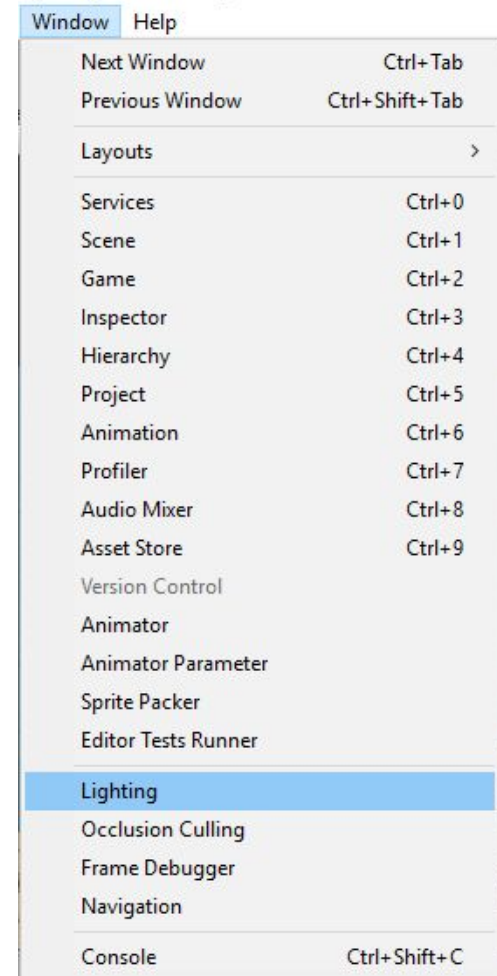 Window Help
Next Window Ctrl+Tab
Previous Window Ctrl+Shift+Tab
Layouts >
Services Ctrl+0
Scene Ctrl+1
Game Ctrl+2
Inspector Ctrl+3
Hierarchy Ctrl+4
Project Ctrl+5
Animation Ctrl+6
Profiler Ctrl+7
Audio Mixer Ctrl+8
Asset Store Ctrl+9
Version Control
Animator
Animator Parameter
Sprite Packer
Editor Tests Runner
Lighting
Occlusion Culling
Frame Debugger
Navigation
Console Ctrl+Shift+C